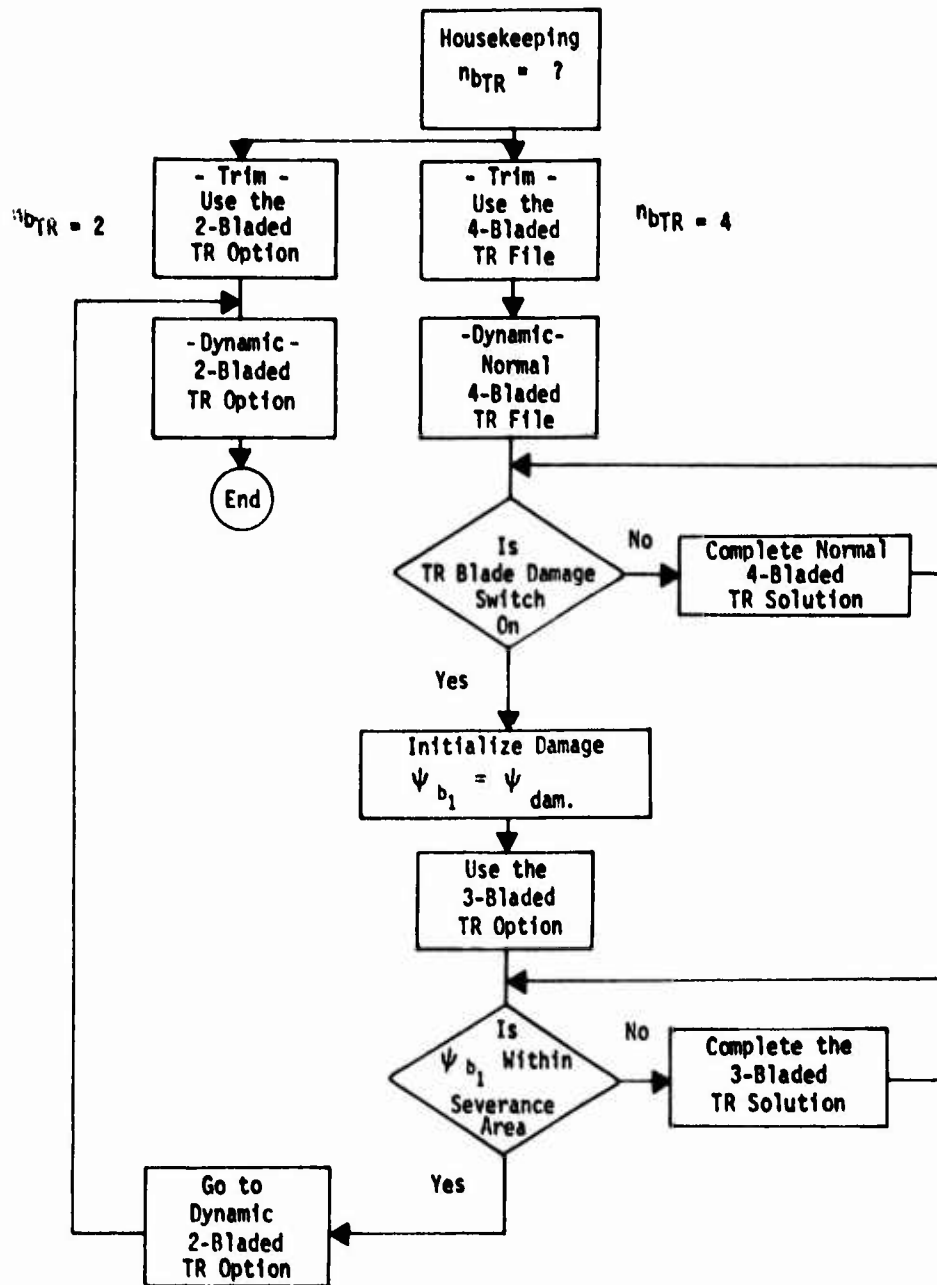 Housekeeping
nbTR = ?
- Trim -
Use the
2-Bladed
TR Option
nbTR = 2
- Trim -
Use the
4-Bladed
TR File
nbTR = 4
- Dynamic -
2-Bladed
TR Option
-Dynamic-
Normal
4-Bladed
TR File
End
Is
TR Blade Damage
Switch
On
No
Complete Normal
4-Bladed
TR Solution
Yes
Initialize Damage
ψ b1 = ψ dam.
Use the
3-Bladed
TR Option
Is
ψ b1 Within
Severance
Area
No
Complete the
3-Bladed
TR Solution
Yes
Go to
Dynamic
2-Bladed
TR Option